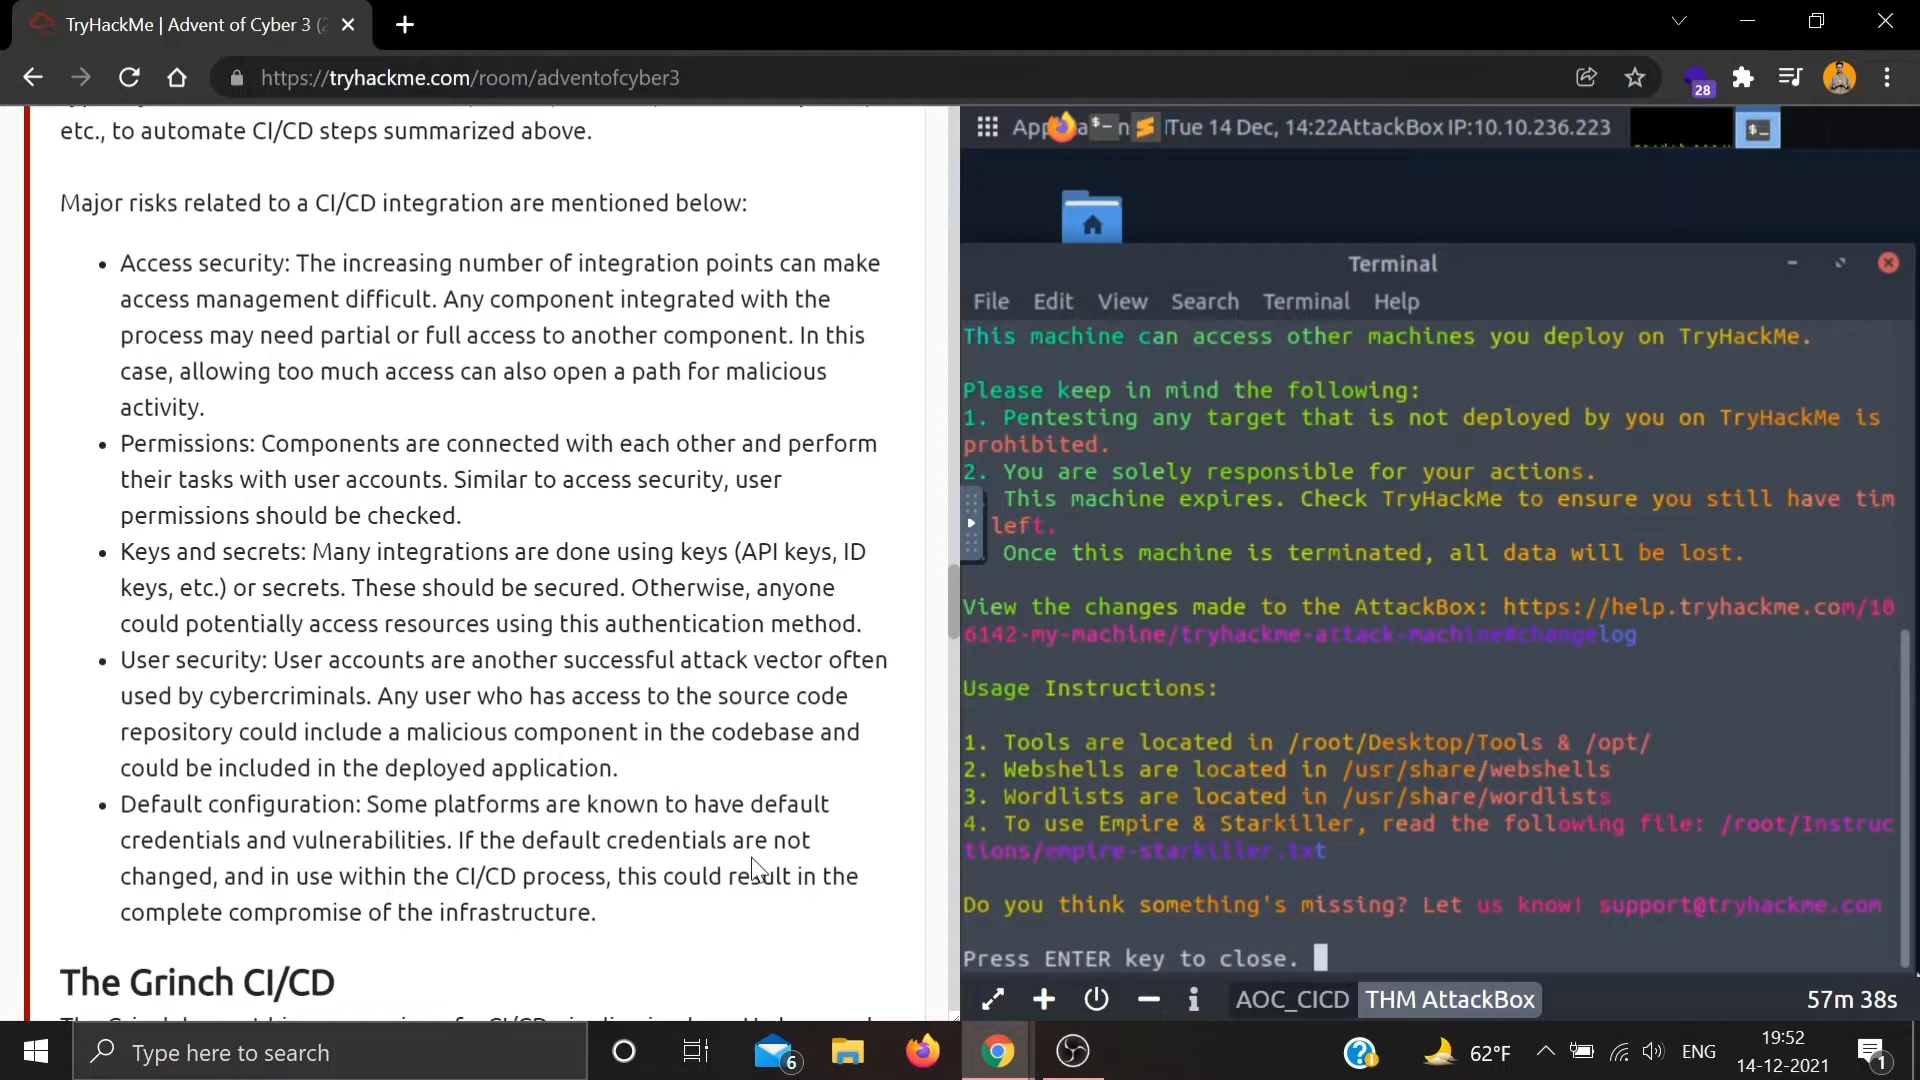 TryHackMe | Advent of Cyber 3 (2
https://tryhackme.com/room/adventofcyber3
28
etc., to automate CI/CD steps summarized above.
Major risks related to a CI/CD integration are mentioned below:
• Access security: The increasing number of integration points can make
access management difficult. Any component integrated with the
process may need partial or full access to another component. In this
case, allowing too much access can also open a path for malicious
activity.
• Permissions: Components are connected with each other and perform
their tasks with user accounts. Similar to access security, user
permissions should be checked.
• Keys and secrets: Many integrations are done using keys (API keys, ID
keys, etc.) or secrets. These should be secured. Otherwise, anyone
could potentially access resources using this authentication method.
• User security: User accounts are another successful attack vector often
used by cybercriminals. Any user who has access to the source code
repository could include a malicious component in the codebase and
could be included in the deployed application.
• Default configuration: Some platforms are known to have default
credentials and vulnerabilities. If the default credentials are not
changed, and in use within the CI/CD process, this could result in the
complete compromise of the infrastructure.
The Grinch CI/CD
Tue 14 Dec, 14:22 AttackBox IP:10.10.236.223
Terminal
File Edit View Search Terminal Help
This machine can access other machines you deploy on TryHackMe.
Please keep in mind the following:
1. Pentesting any target that is not deployed by you on TryHackMe is
prohibited.
2. You are solely responsible for your actions.
This machine expires. Check TryHackMe to ensure you still have tim
left.
Once this machine is terminated, all data will be lost.
View the changes made to the AttackBox: https://help.tryhackme.com/10
6142-my-machine/tryhackme-attack-machine#changelog
Usage Instructions:
1. Tools are located in /root/Desktop/Tools & /opt/
2. Webshells are located in /usr/share/webshells
3. Wordlists are located in /usr/share/wordlists
4. To use Empire & Starkiller, read the following file: /root/Instruc
tions/empire-starkiller.txt
Do you think something's missing? Let us know! support@tryhackme.com
Press ENTER key to close.
AOC_CICD THM AttackBox 57m 38s
Type here to search
6
62°F
ENG
19:52
14-12-2021
1